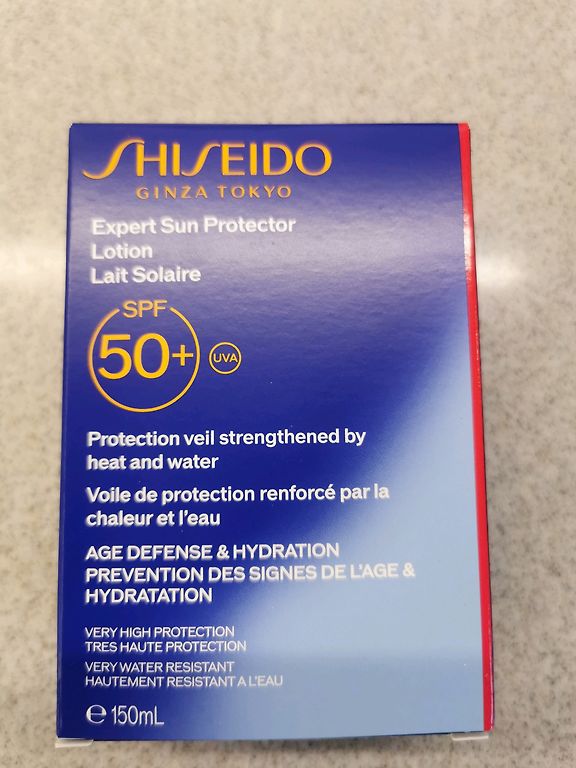 SHISEIDO
GINZA TOKYO
Expert Sun Protector
Lotion
Lait Solaire
SPF
50+
UVA
Protection veil strengthened by
heat and water
Voile de protection renforcé par la
chaleur et l'eau
AGE DEFENSE & HYDRATION
PREVENTION DES SIGNES DE L'AGE &
HYDRATATION
VERY HIGH PROTECTION
TRES HAUTE PROTECTION
VERY WATER RESISTANT
HAUTEMENT RESISTANT A L'EAU
℮ 150mL